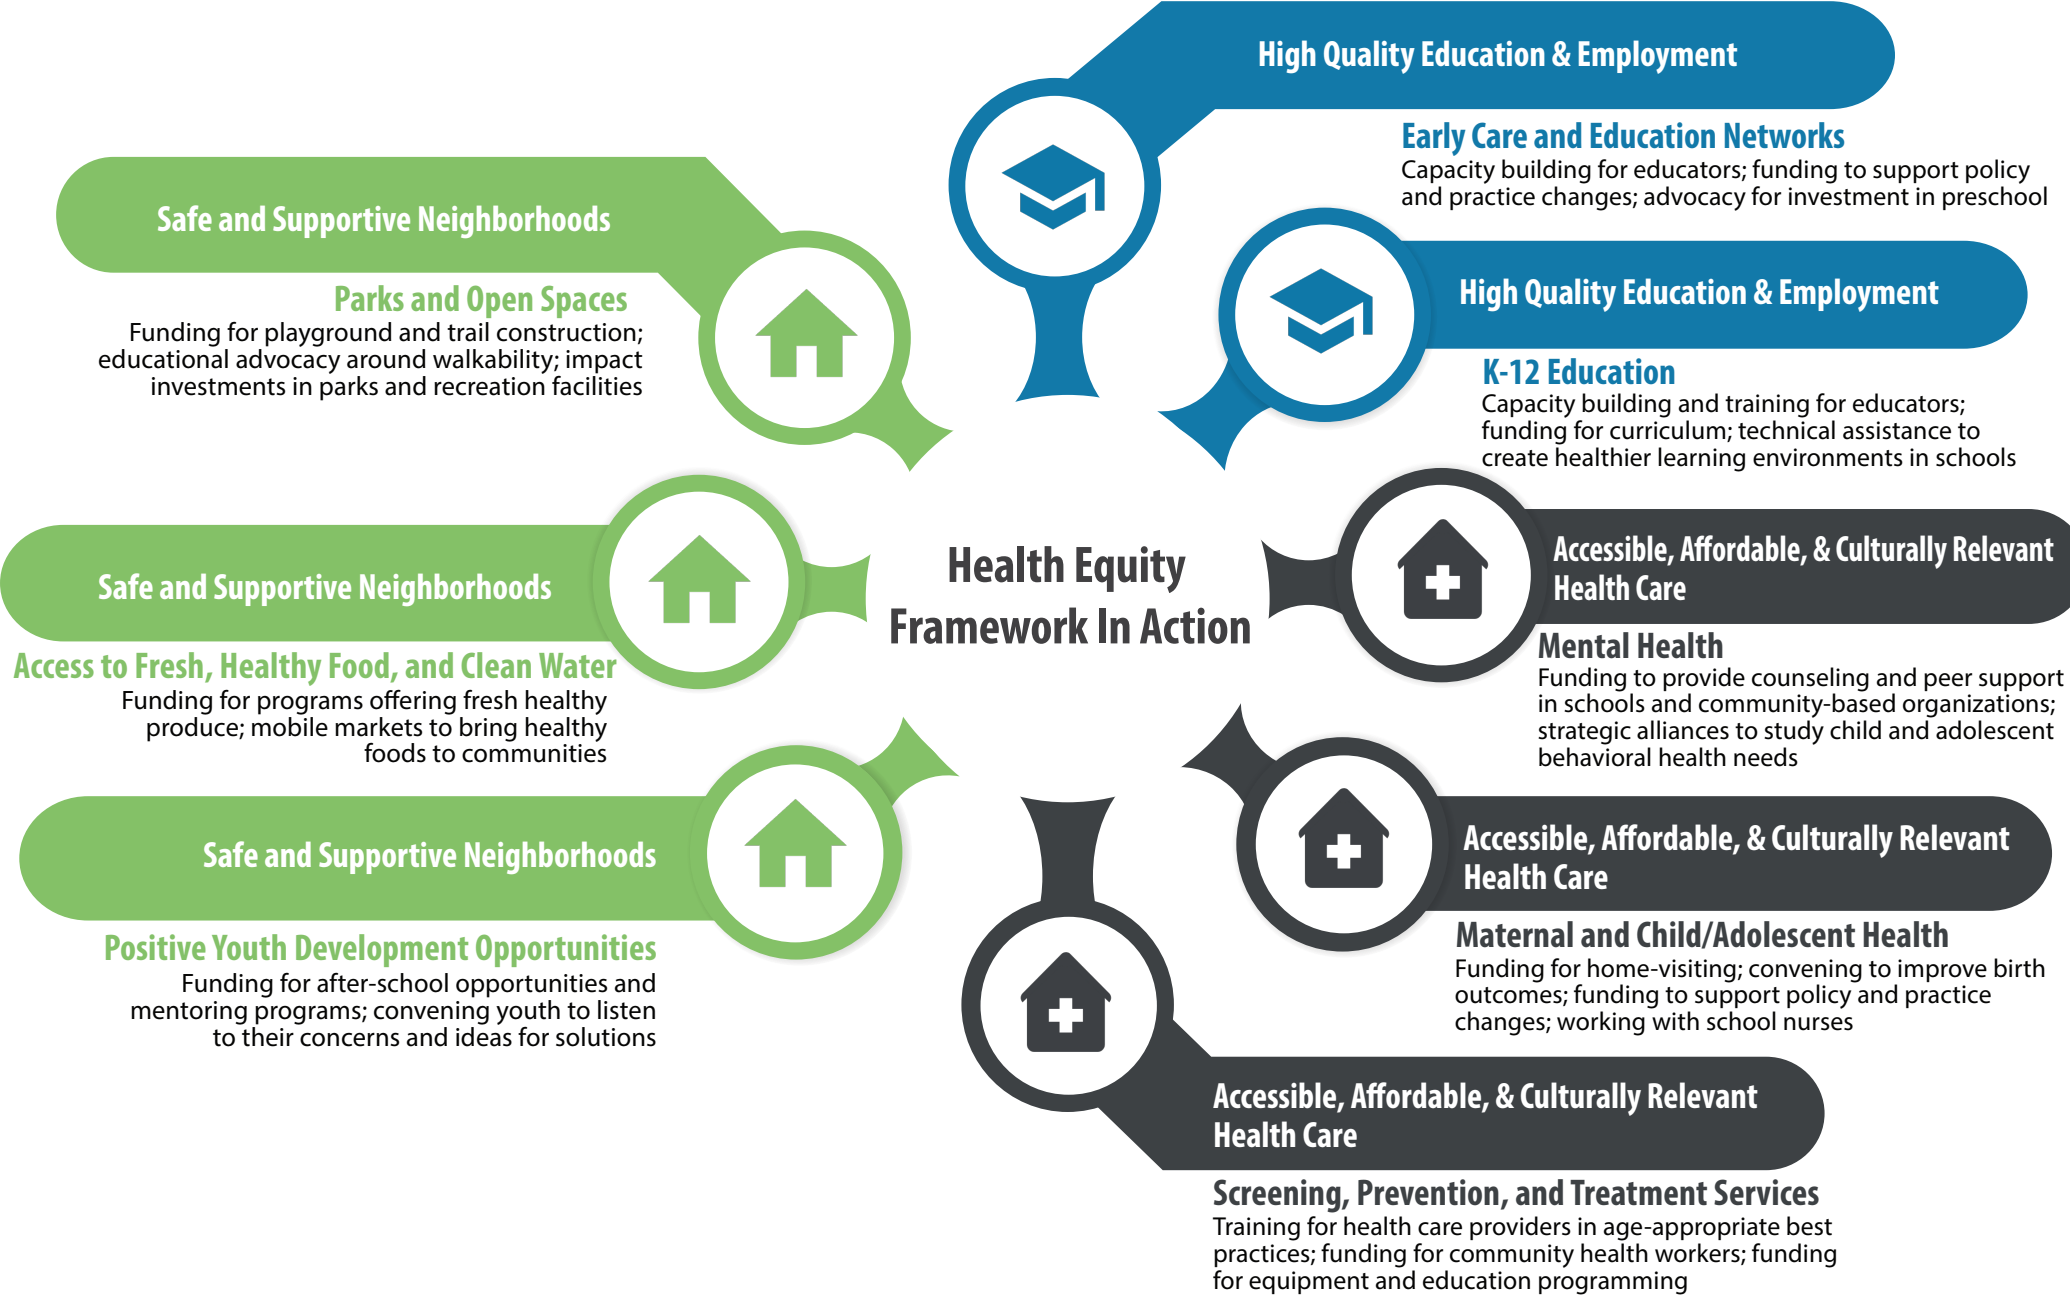 High Quality Education & Employment
Early Care and Education Networks
Capacity building for educators; funding to support policy
and practice changes; advocacy for investment in preschool
High Quality Education & Employment
K-12 Education
Capacity building and training for educators;
funding for curriculum; technical assistance to
create healthier learning environments in schools
Accessible, Affordable, & Culturally Relevant
Health Care
Mental Health
Funding to provide counseling and peer support
in schools and community-based organizations;
strategic alliances to study child and adolescent
behavioral health needs
Accessible, Affordable, & Culturally Relevant
Health Care
Maternal and Child/Adolescent Health
Funding for home-visiting; convening to improve birth
outcomes; funding to support policy and practice
changes; working with school nurses
Accessible, Affordable, & Culturally Relevant
Health Care
Screening, Prevention, and Treatment Services
Training for health care providers in age-appropriate best
practices; funding for community health workers; funding
for equipment and education programming
Safe and Supportive Neighborhoods
Parks and Open Spaces
Funding for playground and trail construction;
educational advocacy around walkability; impact
investments in parks and recreation facilities
Safe and Supportive Neighborhoods
Access to Fresh, Healthy Food, and Clean Water
Funding for programs offering fresh healthy
produce; mobile markets to bring healthy
foods to communities
Safe and Supportive Neighborhoods
Positive Youth Development Opportunities
Funding for after-school opportunities and
mentoring programs; convening youth to listen
to their concerns and ideas for solutions
Health Equity
Framework In Action